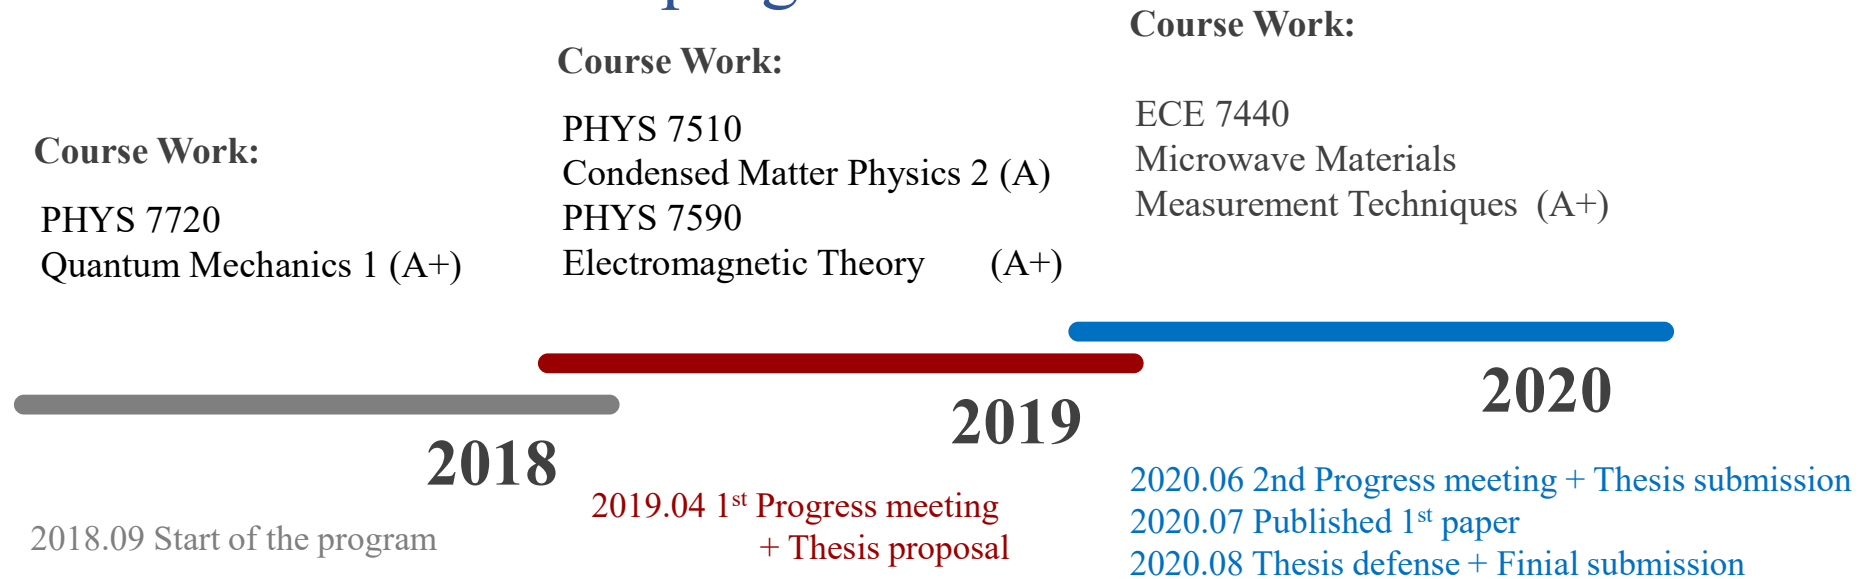 Course Work:
PHYS 7720
Quantum Mechanics 1 (A+)
2018
2018.09 Start of the program
Course Work:
PHYS 7510
Condensed Matter Physics 2 (A)
PHYS 7590
Electromagnetic Theory (A+)
2019
2019.04 1st Progress meeting
+ Thesis proposal
Course Work:
ECE 7440
Microwave Materials
Measurement Techniques (A+)
2020
2020.06 2nd Progress meeting + Thesis submission
2020.07 Published 1st paper
2020.08 Thesis defense + Finial submission